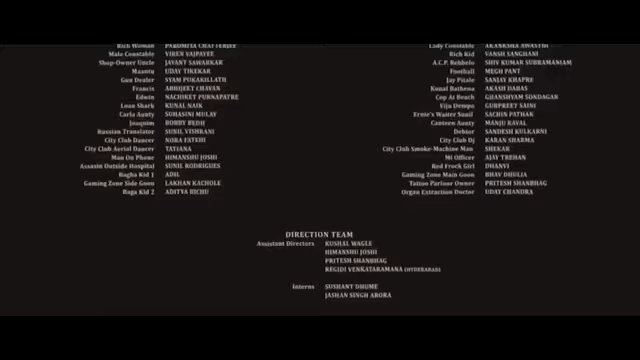 Rich Woman PAROMITA CHATTERJEE
Male Constable VIREN VAJPAYEE
Shop-Owner Uncle JAYANT SAWARKAR
Maantu UDAY TIKEKAR
Gun Dealer SYAM POKAKILLATH
Francis ABHIJEET CHAVAN
Edwin NACHIKET PURNAPATRE
Loan Shark KUNAL NAIK
Carla Aunty SUHASINI MULAY
Joaquim BOBBY BEDI
Russian Translator SUNIL VISHRANI
City Club Dancer NORA FATEHI
City Club Aerial Dancer TATIANA
Man On Phone HIMANSHU JOSHI
Assasin Outside Hospital SUNIL RODRIGUES
Bagha Kid 1 ADIL
Gaming Zone Side Goon LAKHAN KACHOLE
Baga Kid 2 ADITYA RICHU
Lady Constable AKANKSHA AWASTHI
Rich Kid VANSH SANGHANI
A.C.P. Rebbelo SHIV KUMAR SUBRAMANIAM
Football MEGH PANT
Jay Pitale SANJAY KHAPRE
Konal Bathena AKASH DABAS
Cop At Beach GHANSHYAM SONDAGAR
Viju Dempo GURPREET SAINI
Ernie's Waiter Sunil SACHIN PATHAK
Canteen Aunty MANJU RAVAL
Debtor SANDESH KULKARNI
City Club Dj KARAN SHARMA
City Club Smoke-Machine Man SHEKAR
Mi Officer AJAY TREHAN
Red Frock Girl DHANVI
Gaming Zone Main Goon BHAV DHULIA
Tattoo Parlour Owner PRITESH SHANBHAG
Organ Extraction Doctor UDAY CHANDRA
DIRECTION TEAM
Assistant Directors KUSHAL WAGLE
HIMANSHU JOSHI
PRITESH SHANBHAG
REGIDI VENKATARAMANA (HYDERABAD)
Interns SUSHANT DHUME
JASHAN SINGH ARORA